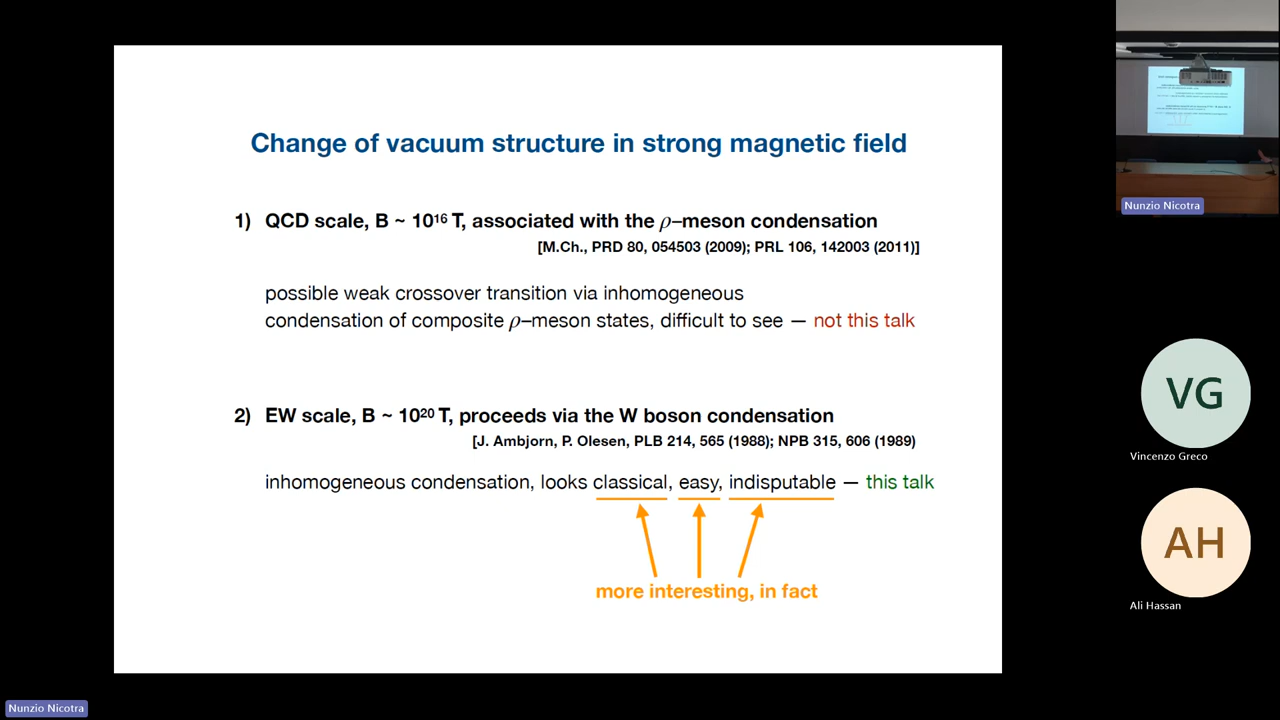 Change of vacuum structure in strong magnetic field
1) QCD scale, B ~ 10¹⁶ T, associated with the ρ–meson condensation
[M.Ch., PRD 80, 054503 (2009); PRL 106, 142003 (2011)]
possible weak crossover transition via inhomogeneous
condensation of composite ρ–meson states, difficult to see — not this talk
2) EW scale, B ~ 10²⁰ T, proceeds via the W boson condensation
[J. Ambjorn, P. Olesen, PLB 214, 565 (1988); NPB 315, 606 (1989)
inhomogeneous condensation, looks classical, easy, indisputable — this talk
more interesting, in fact
Nunzio Nicotra
VG
Vincenzo Greco
AH
Ali Hassan
Nunzio Nicotra